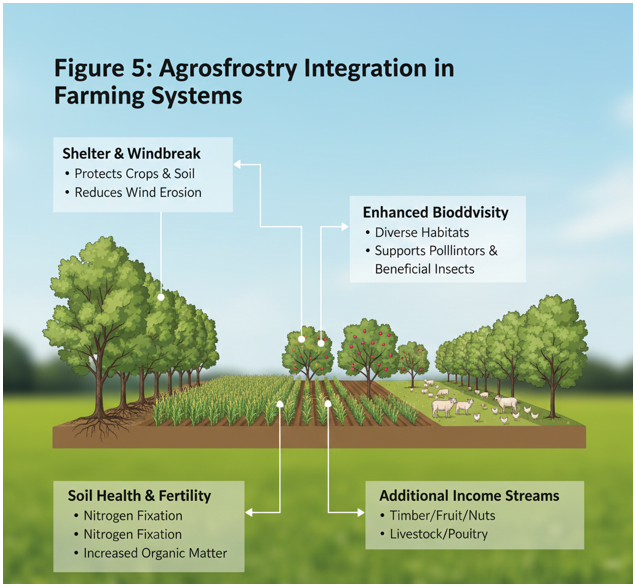 Figure 5: Agrosfrostry Integration in
Farming Systems
Shelter & Windbreak
• Protects Crops & Soil
• Reduces Wind Erosion
Enhanced Biodđvisity
• Diverse Habitats
• Supports Polllintors &
Beneficial Insects
Soil Health & Fertility
• Nitrogen Fixation
• Nitrogen Fixation
• Increased Organic Matter
Additional Income Streams
• Timber/Fruit/Nuts
• Livestock/Poultry